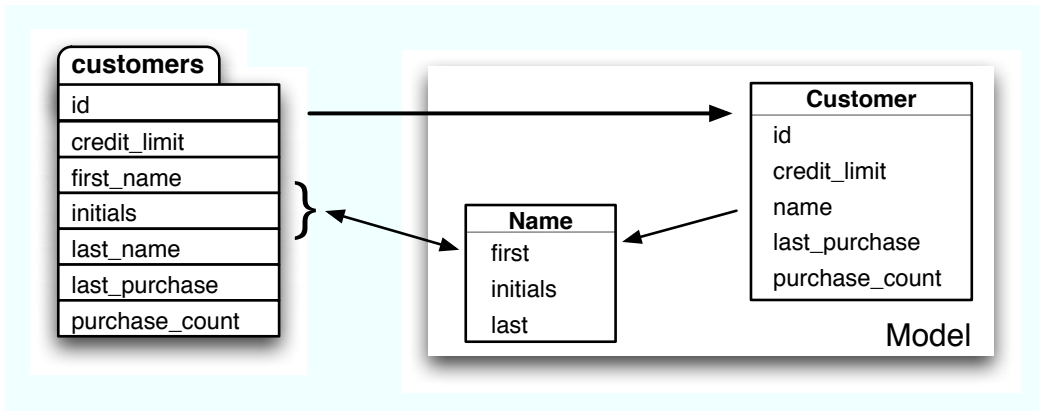 customers
id
credit_limit
first_name
initials
last_name
last_purchase
purchase_count
Name
first
initials
last
Customer
id
credit_limit
name
last_purchase
purchase_count
Model